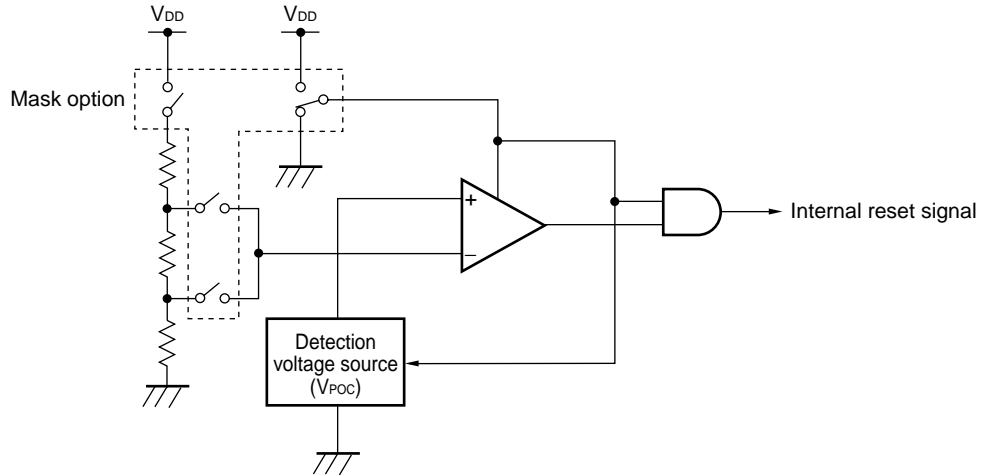 VDD
VDD
Mask option
+
−
Internal reset signal
Detection
voltage source
(VPOC)